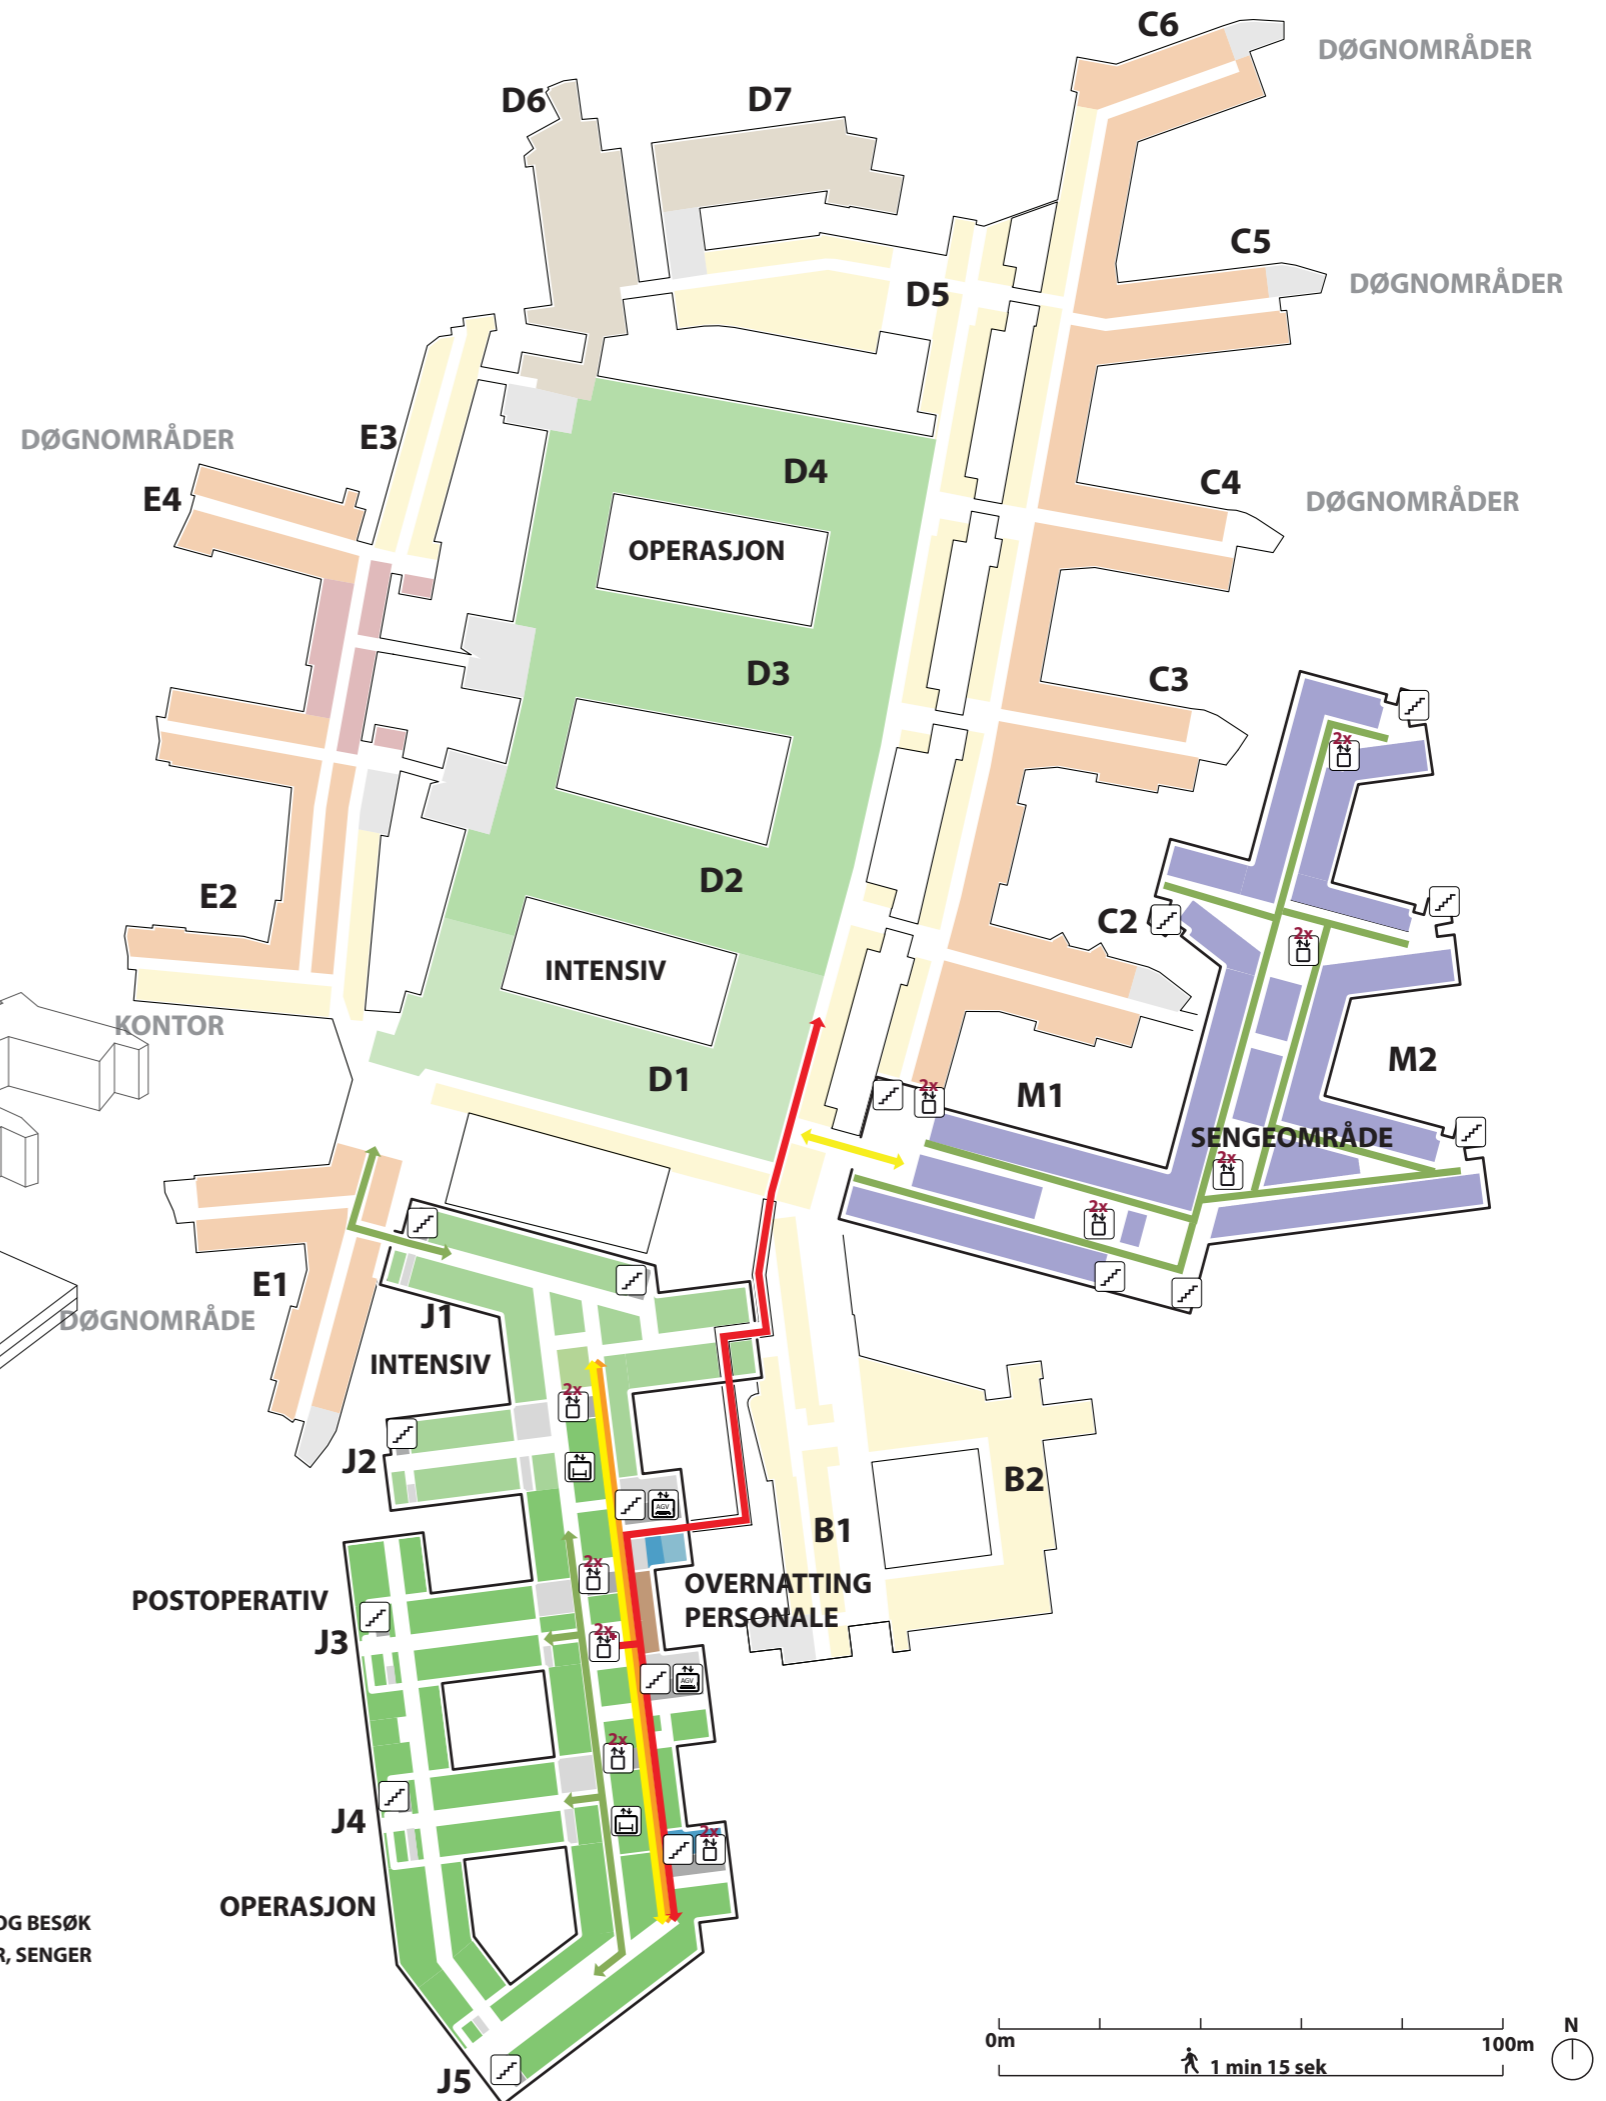 C6
DØGNOMRÅDER
D6
D7
C5
DØGNOMRÅDER
D5
DØGNOMRÅDER
E3
E4
D4
C4
DØGNOMRÅDER
OPERASJON
D3
C3
2x
D2
E2
C2
2x
INTENSIV
KONTOR
M2
D1
2x
M1
SENGEOMRÅDE
2x
2x
E1
J1
DØGNOMRÅDE
INTENSIV
2x
J2
B2
AGV
B1
2x
OVERNATTING
PERSONALE
POSTOPERATIV
J3
2x
AGV
2x
J4
2x
OPERASJON
OG BESØK
R, SENGER
J5
0m
100m
N
1 min 15 sek